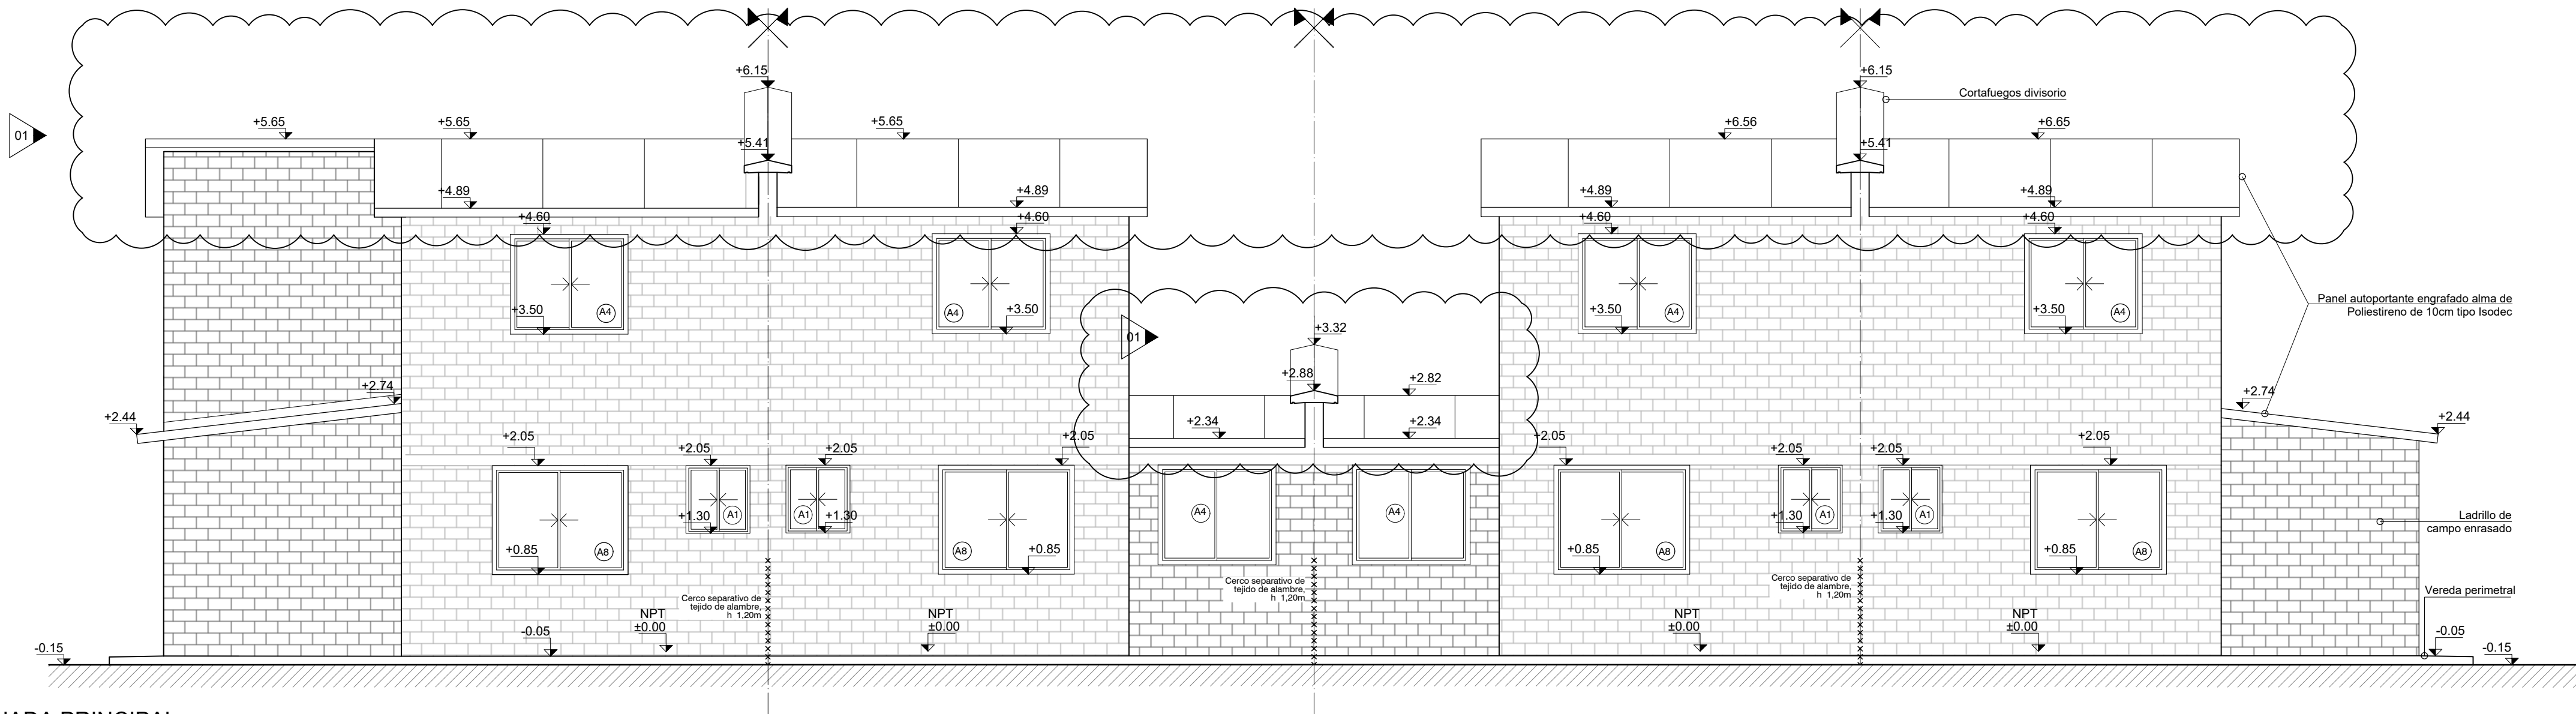 +6.15
+6.15
Cortafuegos divisorio
01
+5.65
+5.65
+5.65
+6.56
+6.65
+5.41
+5.41
+4.89
+4.89
+4.89
+4.89
+4.60
+4.60
+4.60
+4.60
+3.50
A4
A4
+3.50
+3.50
A4
+3.50
A4
Panel autoportante engrafado alma de
Poliestireno de 10cm tipo Isodec
01
+3.32
+2.88
+2.82
+2.74
+2.74
+2.44
+2.44
+2.34
+2.34
+2.05
+2.05
+2.05
+2.05
+2.05
+2.05
+2.05
+2.05
A4
A4
+1.30
A1
A1
+1.30
+1.30
A1
+1.30
A1
Ladrillo de
campo enrasado
+0.85
A8
A8
+0.85
+0.85
A8
+0.85
A8
Cerco separativo de
tejido de alambre,
h 1,20m
Cerco separativo de
tejido de alambre,
h 1,20m
Cerco separativo de
tejido de alambre,
h 1,20m
Vereda perimetral
NPT
±0.00
NPT
±0.00
NPT
±0.00
NPT
±0.00
-0.05
-0.05
-0.15
-0.15